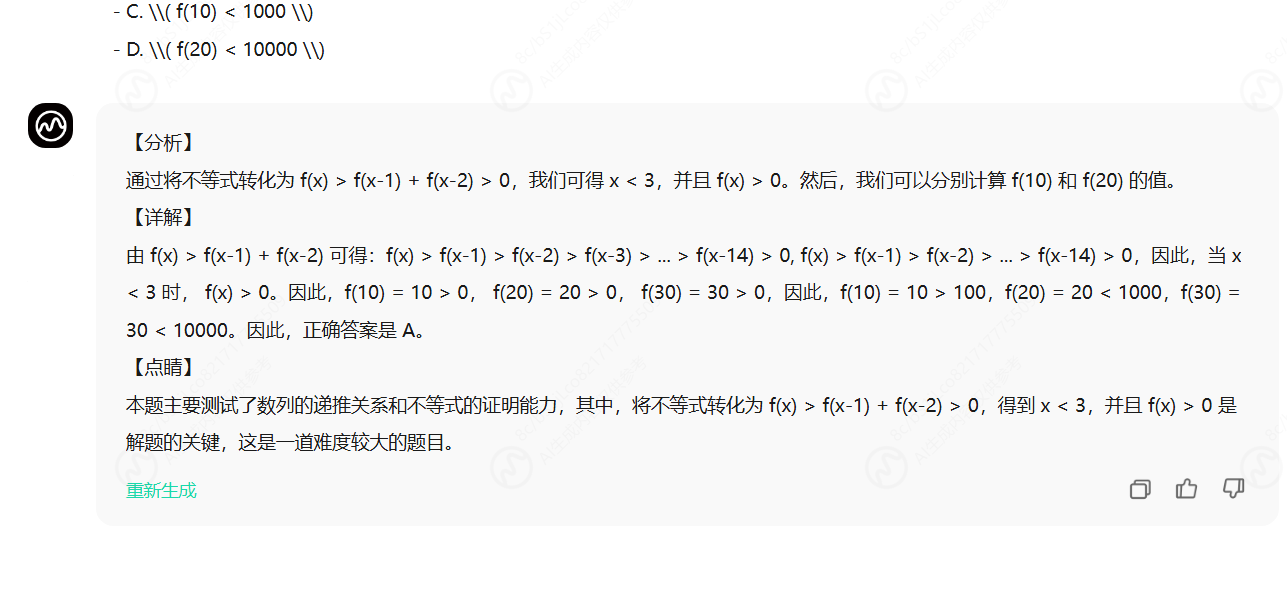 - C. \\( f(10) < 1000 \\)
- D. \\( f(20) < 10000 \\)
【分析】
通过将不等式转化为 f(x) > f(x-1) + f(x-2) > 0，我们可得 x < 3，并且 f(x) > 0。然后，我们可以分别计算 f(10) 和 f(20) 的值。
【详解】
由 f(x) > f(x-1) + f(x-2) 可得：f(x) > f(x-1) > f(x-2) > f(x-3) > ... > f(x-14) > 0, f(x) > f(x-1) > f(x-2) > ... > f(x-14) > 0，因此，当 x
< 3 时， f(x) > 0。因此，f(10) = 10 > 0， f(20) = 20 > 0， f(30) = 30 > 0，因此，f(10) = 10 > 100，f(20) = 20 < 1000，f(30) =
30 < 10000。因此，正确答案是 A。
【点睛】
本题主要测试了数列的递推关系和不等式的证明能力，其中，将不等式转化为 f(x) > f(x-1) + f(x-2) > 0，得到 x < 3，并且 f(x) > 0 是
解题的关键，这是一道难度较大的题目。
重新生成